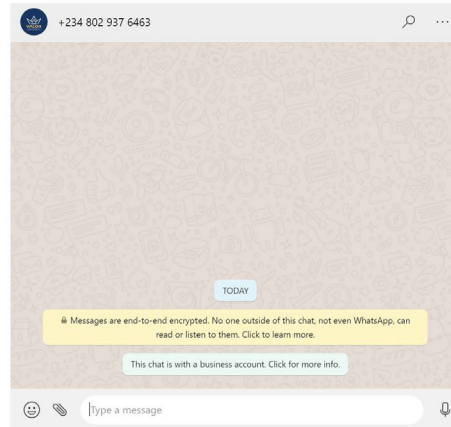 +234 802 937 6463
TODAY
Messages are end-to-end encrypted. No one outside of this chat, not even WhatsApp, can
read or listen to them. Click to learn more.
This chat is with a business account. Click for more info.
Type a message